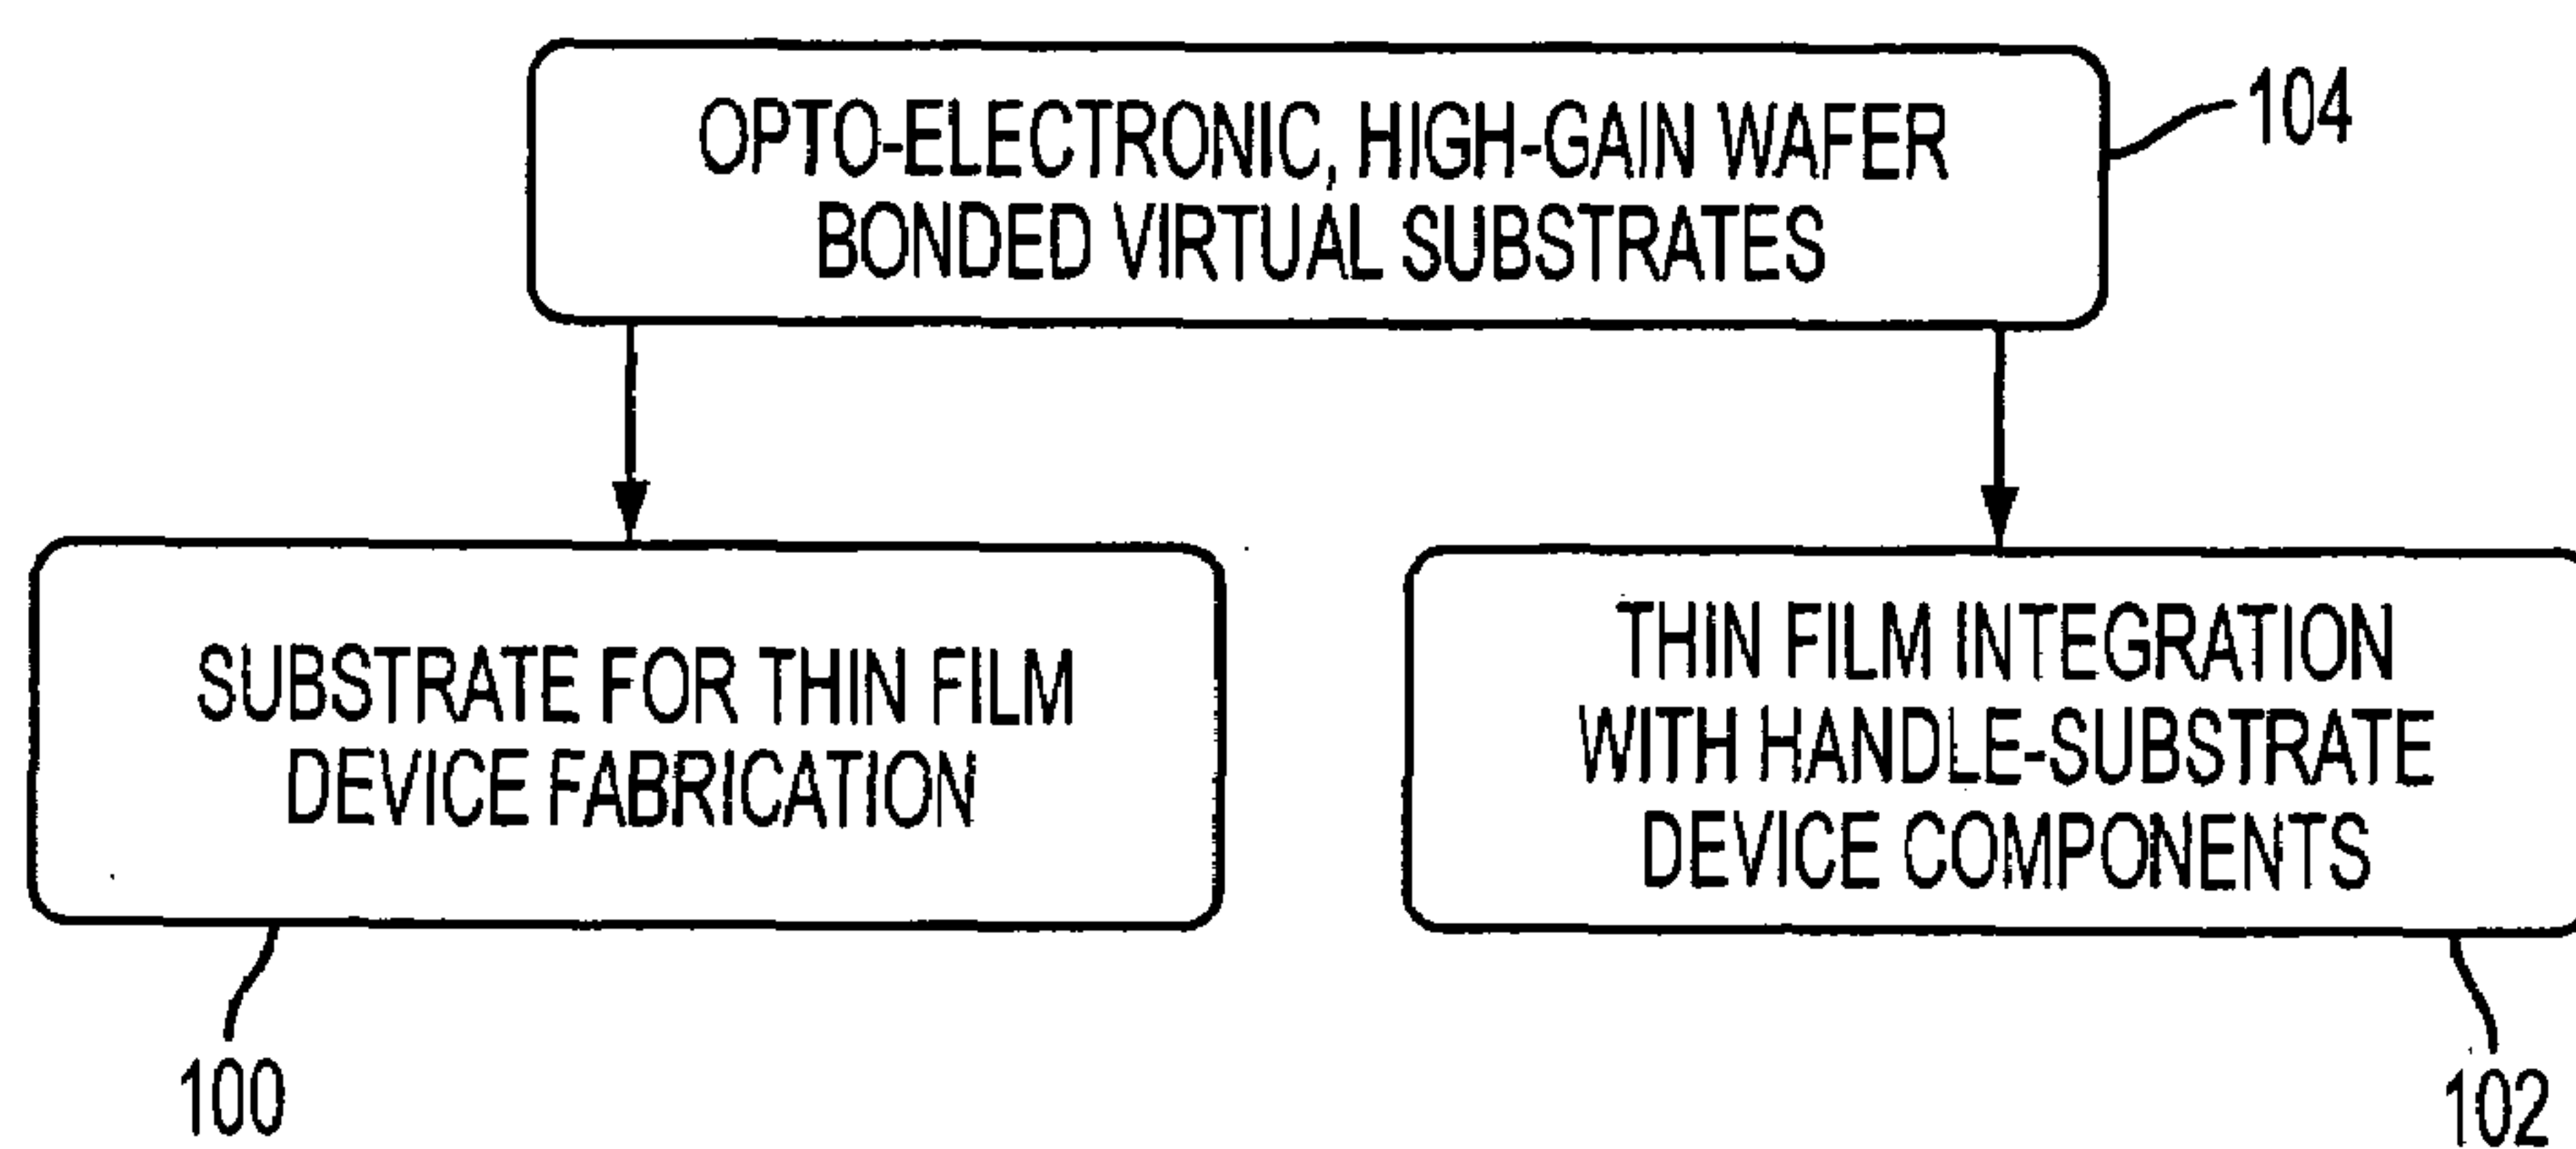 OPTO-ELECTRONIC, HIGH-GAIN WAFER
BONDED VIRTUAL SUBSTRATES
104
SUBSTRATE FOR THIN FILM
DEVICE FABRICATION
100
THIN FILM INTEGRATION
WITH HANDLE-SUBSTRATE
DEVICE COMPONENTS
102